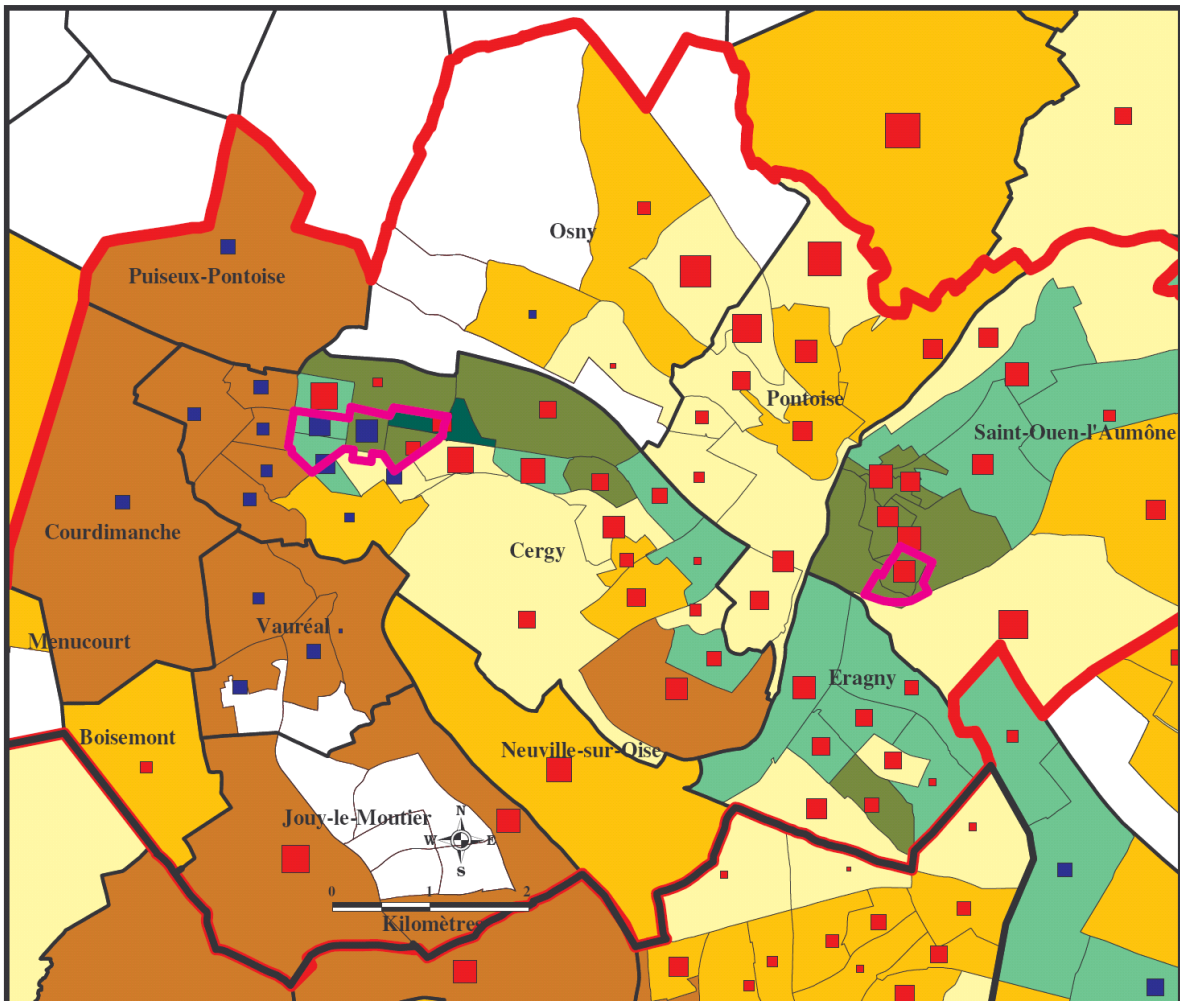 Osny
Puiseux-Pontoise
Pontoise
Saint-Ouen-l'Aumône
Courdimanche
Cergy
Vauréal .
Menucourt
Eragny
Boisemont
Neuville-sur-Oise
Jouy-le-Moutier
N
W E
S
0 1 2
Kilomètres